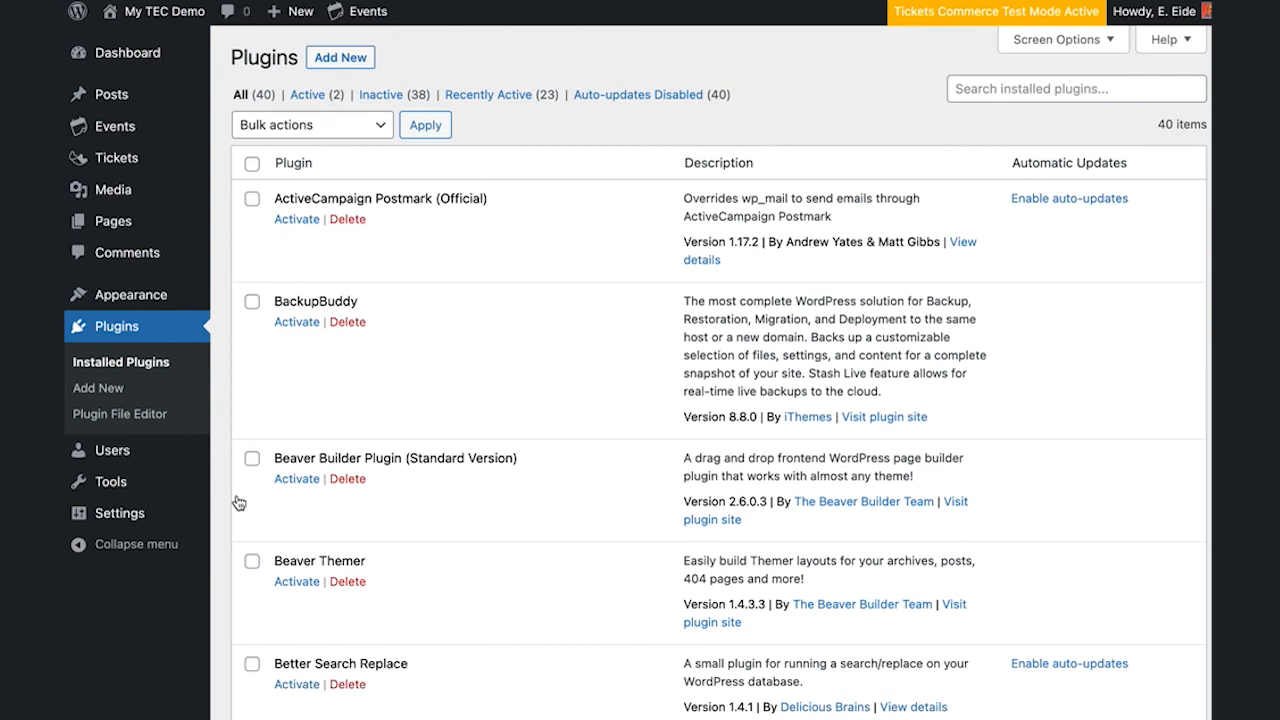 My TEC Demo 0 New Events Tickets Commerce Test Mode Active Howdy, E. Eide
Screen Options Help
Dashboard
Posts
Events
Tickets
Media
Pages
Comments
Appearance
Plugins
Installed Plugins
Add New
Plugin File Editor
Users
Tools
Settings
Collapse menu
Plugins Add New
All (40) | Active (2) | Inactive (38) | Recently Active (23) | Auto-updates Disabled (40)
Search installed plugins...
Bulk actions Apply
40 items
Plugin Description Automatic Updates
ActiveCampaign Postmark (Official)
Activate | Delete
Overrides wp_mail to send emails through
ActiveCampaign Postmark
Version 1.17.2 | By Andrew Yates & Matt Gibbs | View
details
Enable auto-updates
BackupBuddy
Activate | Delete
The most complete WordPress solution for Backup,
Restoration, Migration, and Deployment to the same
host or a new domain. Backs up a customizable
selection of files, settings, and content for a complete
snapshot of your site. Stash Live feature allows for
real-time live backups to the cloud.
Version 8.8.0 | By iThemes | Visit plugin site
Beaver Builder Plugin (Standard Version)
Activate | Delete
A drag and drop frontend WordPress page builder
plugin that works with almost any theme!
Version 2.6.0.3 | By The Beaver Builder Team | Visit
plugin site
Beaver Themer
Activate | Delete
Easily build Themer layouts for your archives, posts,
404 pages and more!
Version 1.4.3.3 | By The Beaver Builder Team | Visit
plugin site
Better Search Replace
Activate | Delete
A small plugin for running a search/replace on your
WordPress database.
Version 1.4.1 | By Delicious Brains | View details
Enable auto-updates